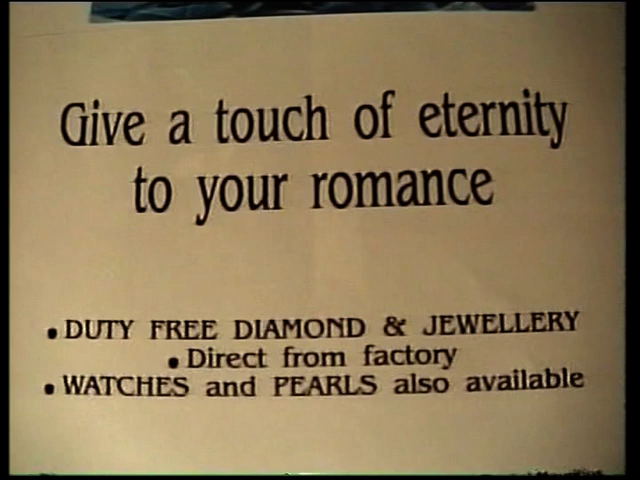 Give a touch of eternity
to your romance
• DUTY FREE DIAMOND & JEWELLERY
• Direct from factory
• WATCHES and PEARLS also available